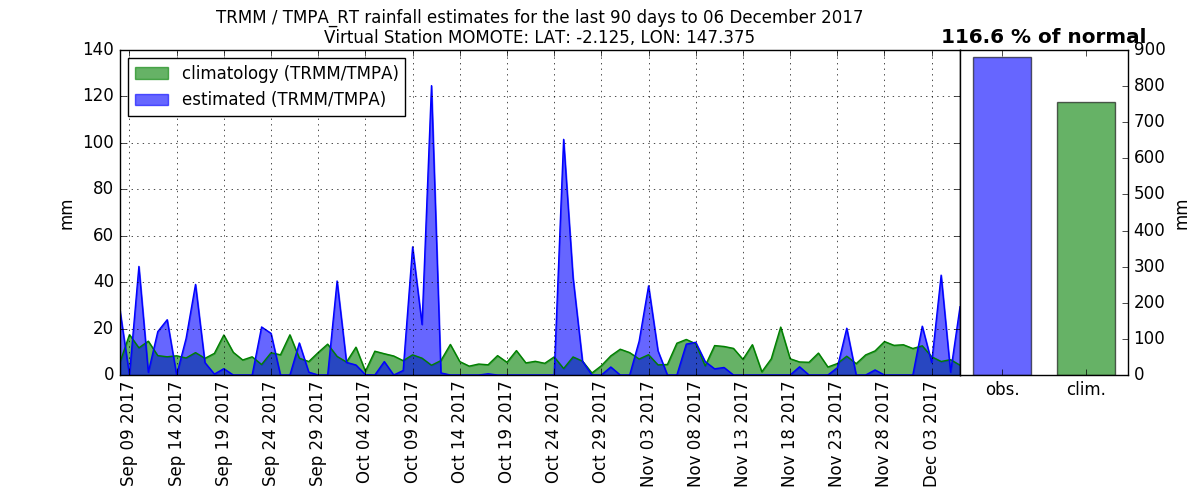 TRMM / TMPA_RT rainfall estimates for the last 90 days to 06 December 2017
Virtual Station MOMOTE: LAT: -2.125, LON: 147.375
116.6 % of normal
climatology (TRMM/TMPA)
estimated (TRMM/TMPA)
140
120
100
80
60
40
20
0
mm
900
800
700
600
500
400
300
200
100
0
mm
Sep 09 2017
Sep 14 2017
Sep 19 2017
Sep 24 2017
Sep 29 2017
Oct 04 2017
Oct 09 2017
Oct 14 2017
Oct 19 2017
Oct 24 2017
Oct 29 2017
Nov 03 2017
Nov 08 2017
Nov 13 2017
Nov 18 2017
Nov 23 2017
Nov 28 2017
Dec 03 2017
obs.
clim.